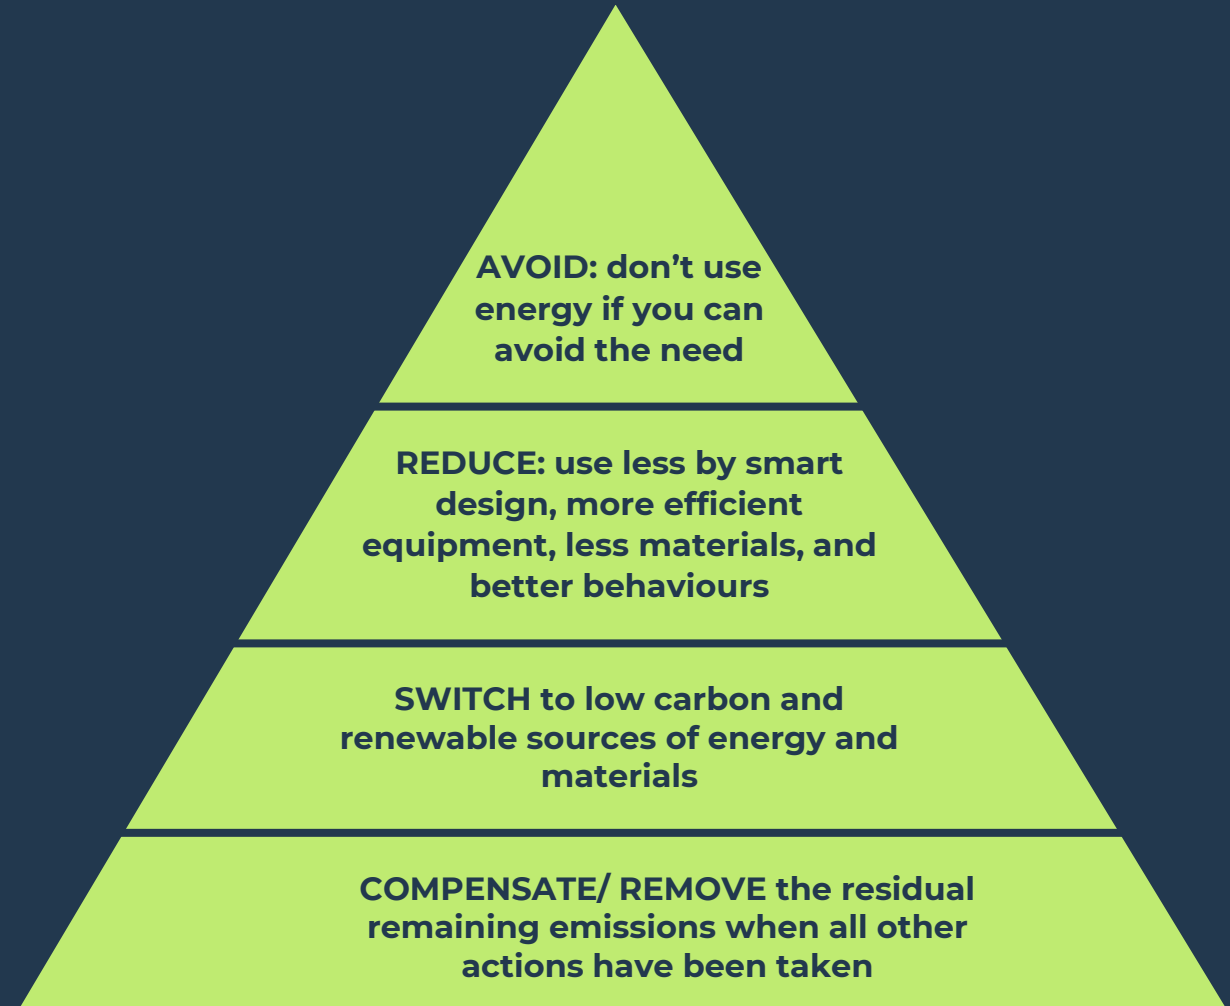 AVOID: don’t use
energy if you can
avoid the need
REDUCE: use less by smart
design, more efficient
equipment, less materials, and
better behaviours
SWITCH to low carbon and
renewable sources of energy and
materials
COMPENSATE/ REMOVE the residual
remaining emissions when all other
actions have been taken